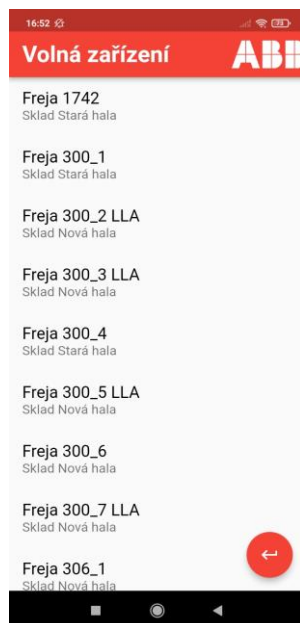 16:52
73
Volná zařízení
ABB
Freja 1742
Sklad Stará hala
Freja 300_1
Sklad Stará hala
Freja 300_2 LLA
Sklad Nová hala
Freja 300_3 LLA
Sklad Nová hala
Freja 300_4
Sklad Stará hala
Freja 300_5 LLA
Sklad Nová hala
Freja 300_6
Sklad Nová hala
Freja 300_7 LLA
Sklad Nová hala
Freja 306_1
Sklad Nová hala